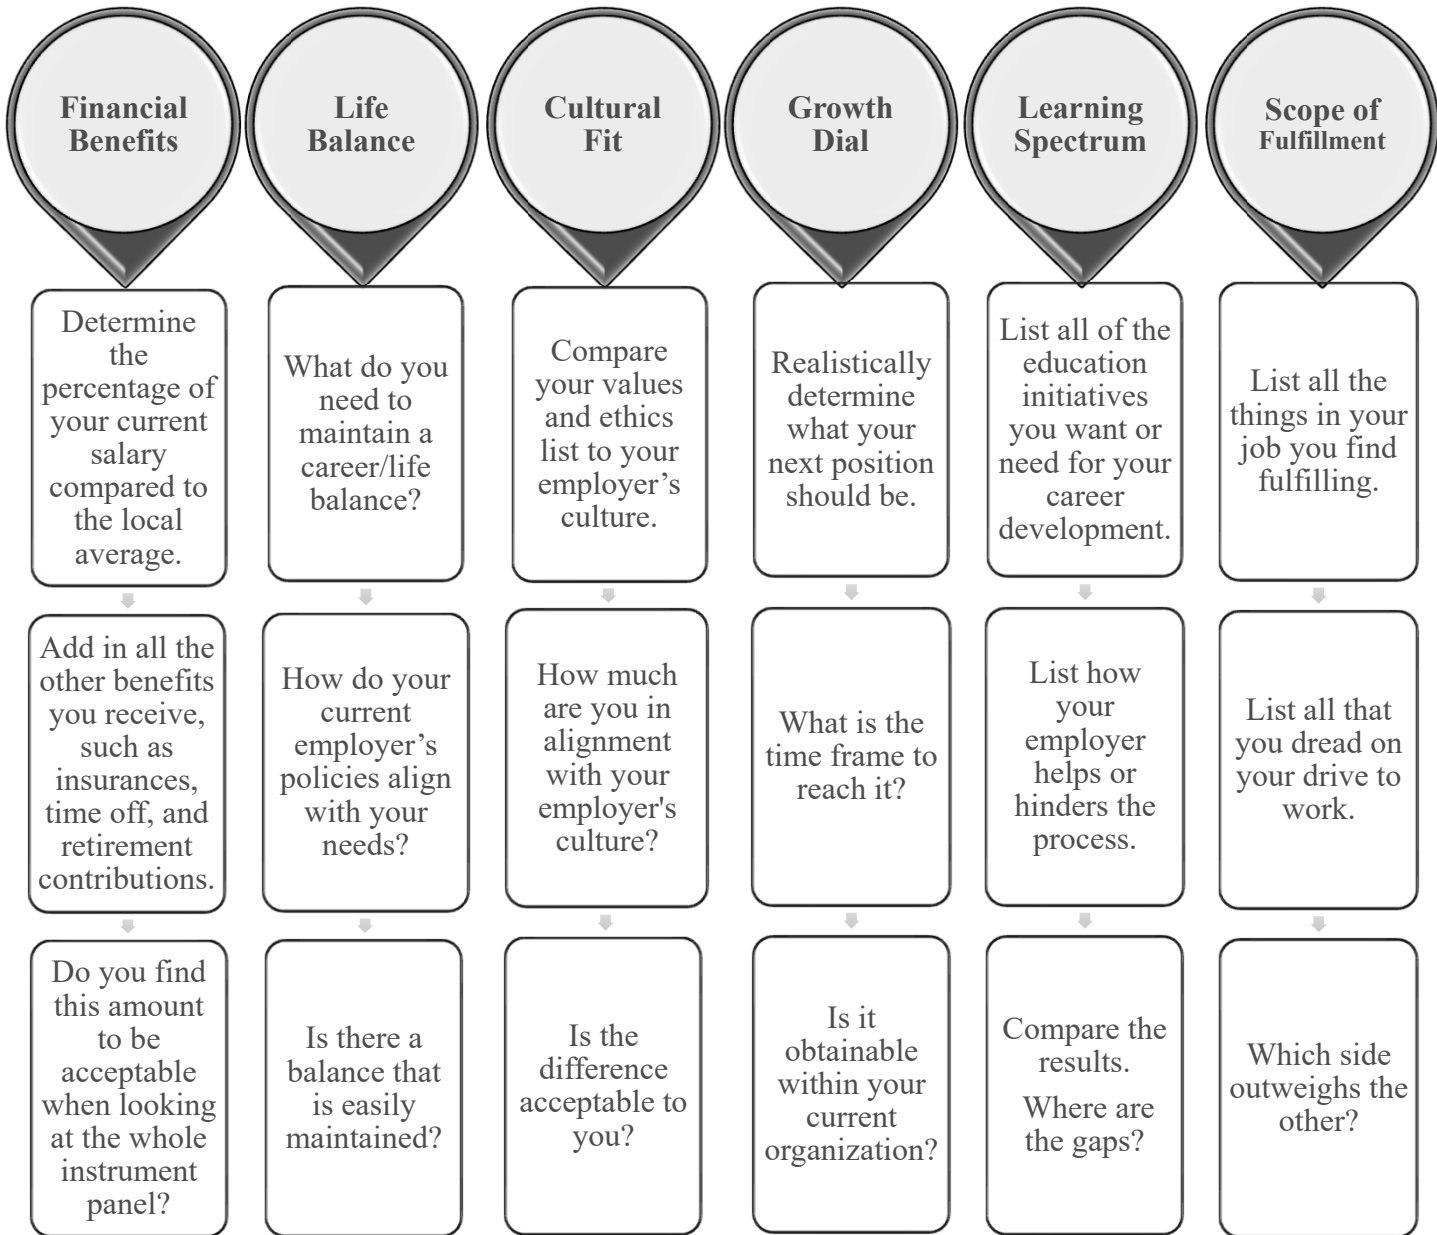 Financial
Benefits
Determine
the
percentage of
your current
salary
compared to
the local
average.
Add in all the
other benefits
you receive,
such as
insurances,
time off, and
retirement
contributions.
Do you find
this amount
to be
acceptable
when looking
at the whole
instrument
panel?
Life
Balance
What do you
need to
maintain a
career/life
balance?
How do your
current
employer’s
policies align
with your
needs?
Is there a
balance that
is easily
maintained?
Cultural
Fit
Compare
your values
and ethics
list to your
employer’s
culture.
How much
are you in
alignment
with your
employer's
culture?
Is the
difference
acceptable to
you?
Growth
Dial
Realistically
determine
what your
next position
should be.
What is the
time frame to
reach it?
Is it
obtainable
within your
current
organization?
Learning
Spectrum
List all of the
education
initiatives
you want or
need for your
career
development.
List how
your
employer
helps or
hinders the
process.
Compare the
results.
Where are
the gaps?
Scope of
Fulfillment
List all the
things in your
job you find
fulfilling.
List all that
you dread on
your drive to
work.
Which side
outweighs the
other?